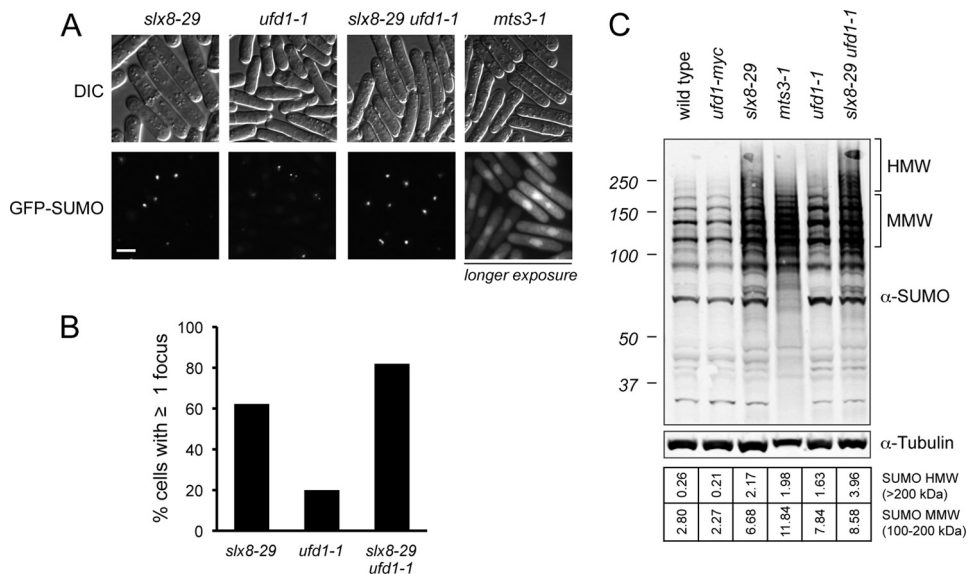 A
slx8-29 ufd1-1 slx8-29 ufd1-1 mts3-1
DIC
GFP-SUMO
longer exposure
B
% cells with ≥ 1 focus
100
80
60
40
20
0
slx8-29 ufd1-1 slx8-29
ufd1-1
C
wild type
ufd1-myc
slx8-29
mts3-1
ufd1-1
slx8-29 ufd1-1
HMW
250
MMW
150
100
α-SUMO
50
37
α-Tubulin
0.26 0.21 2.17 1.98 1.63 3.96 SUMO HMW
(>200 kDa)
2.80 2.27 6.68 11.84 7.84 8.58 SUMO MMW
(100-200 kDa)